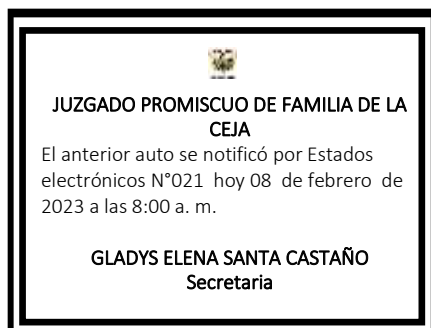 JUZGADO PROMISCUO DE FAMILIA DE LA
CEJA
El anterior auto se notificó por Estados
electrónicos N°021 hoy 08 de febrero de
2023 a las 8:00 a. m.
GLADYS ELENA SANTA CASTAÑO
Secretaria